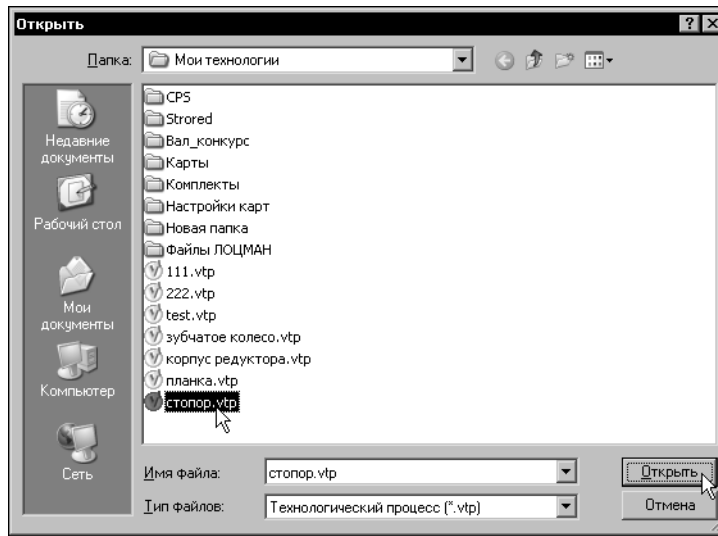 Открыть
Папка: Мои технологии
Недавние документы
Рабочий стол
Мои документы
Компьютер
Сеть
CPS
Strored
Вал_конкурс
Карты
Комплекты
Настройки карт
Новая папка
Файлы ЛОЦМАН
111.vtp
222.vtp
test.vtp
зубчатое колесо.vtp
корпус редуктора.vtp
планка.vtp
стопор.vtp
Имя файла: стопор.vtp Открыть
Тип файлов: Технологический процесс (*.vtp) Отмена